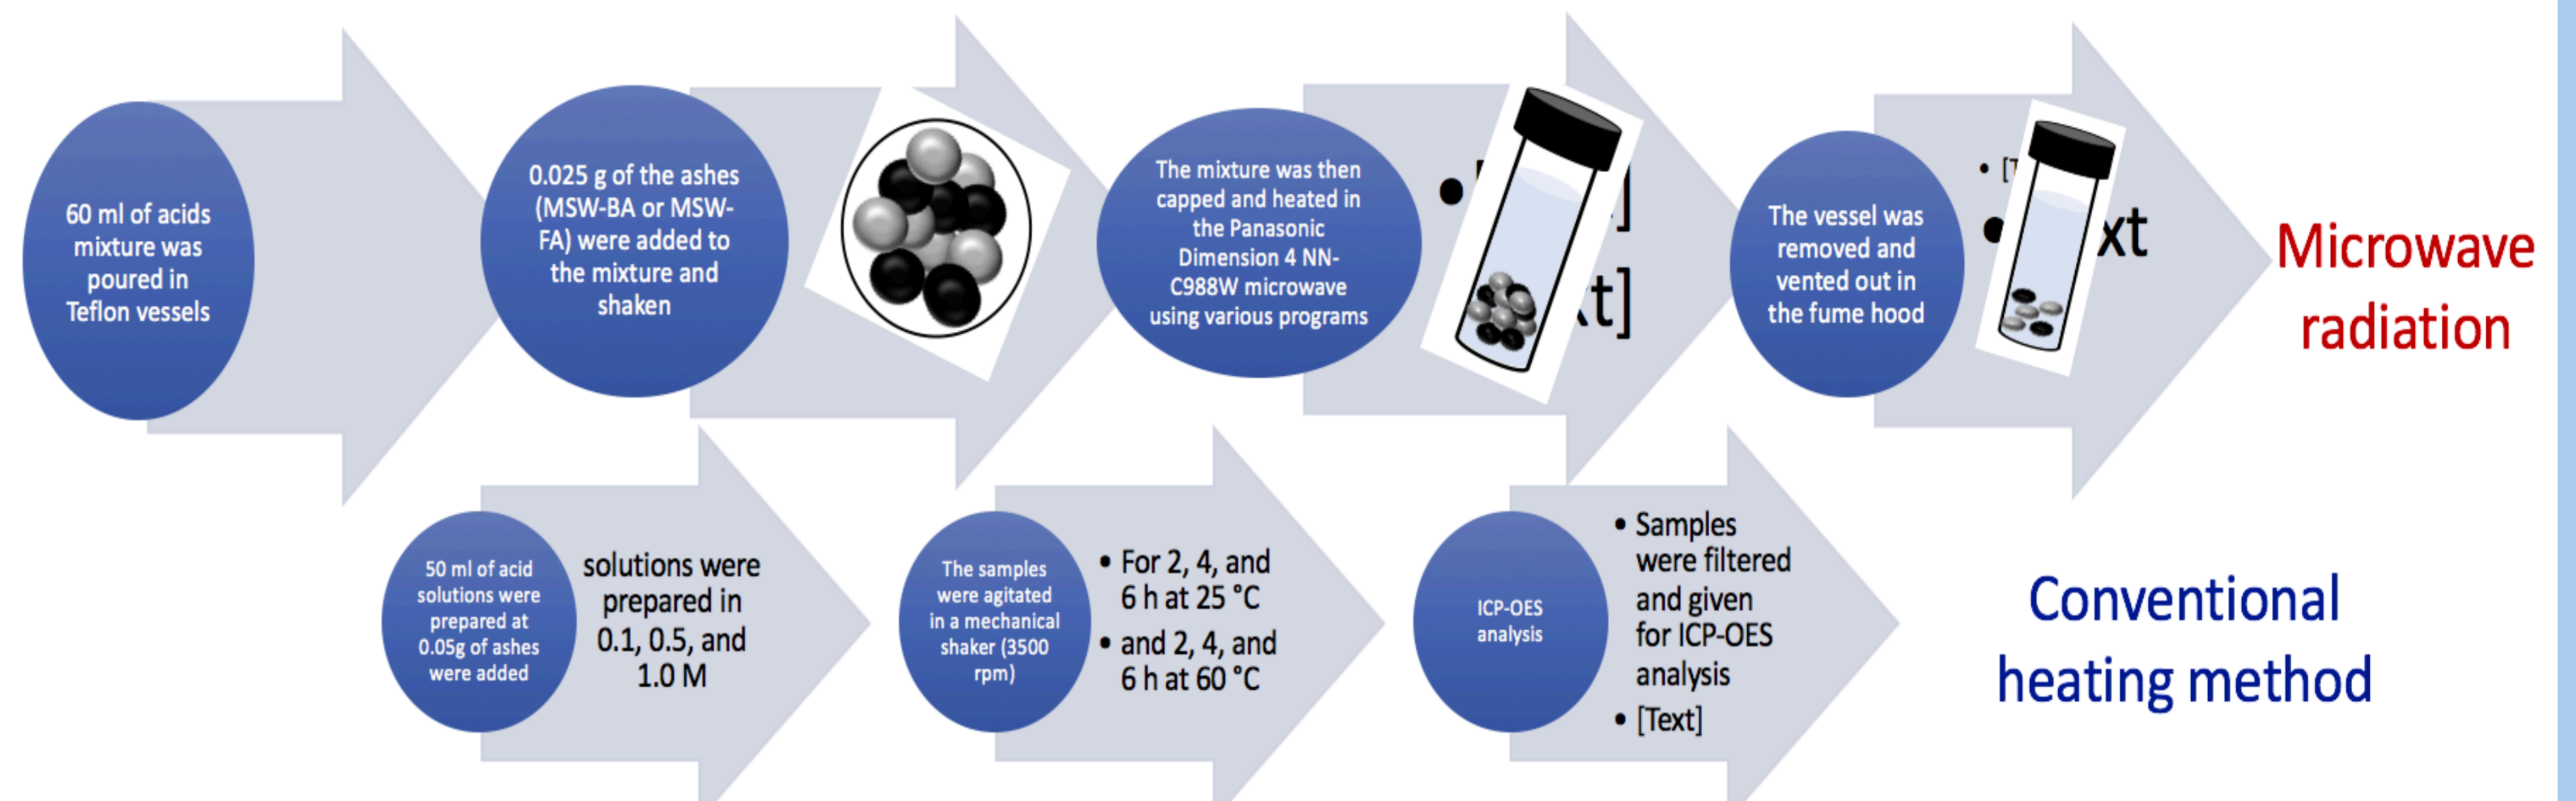 60 ml of acids
mixture was
poured in
Teflon vessels
0.025 g of the ashes
(MSW-BA or MSW-
FA) were added to
the mixture and
shaken
The mixture was then
capped and heated in
the Panasonic
Dimension 4 NN-
C988W microwave
using various programs
The vessel was
removed and
vented out in
the fume hood
Microwave
radiation
50 ml of acid
solutions were
prepared at
0.05g of ashes
were added
solutions were
prepared in
0.1, 0.5, and
1.0 M
The samples
were agitated
in a mechanical
shaker (3500
rpm)
• For 2, 4, and
6 h at 25 °C
• and 2, 4, and
6 h at 60 °C
ICP-OES
analysis
• Samples
were filtered
and given
for ICP-OES
analysis
• [Text]
Conventional
heating method